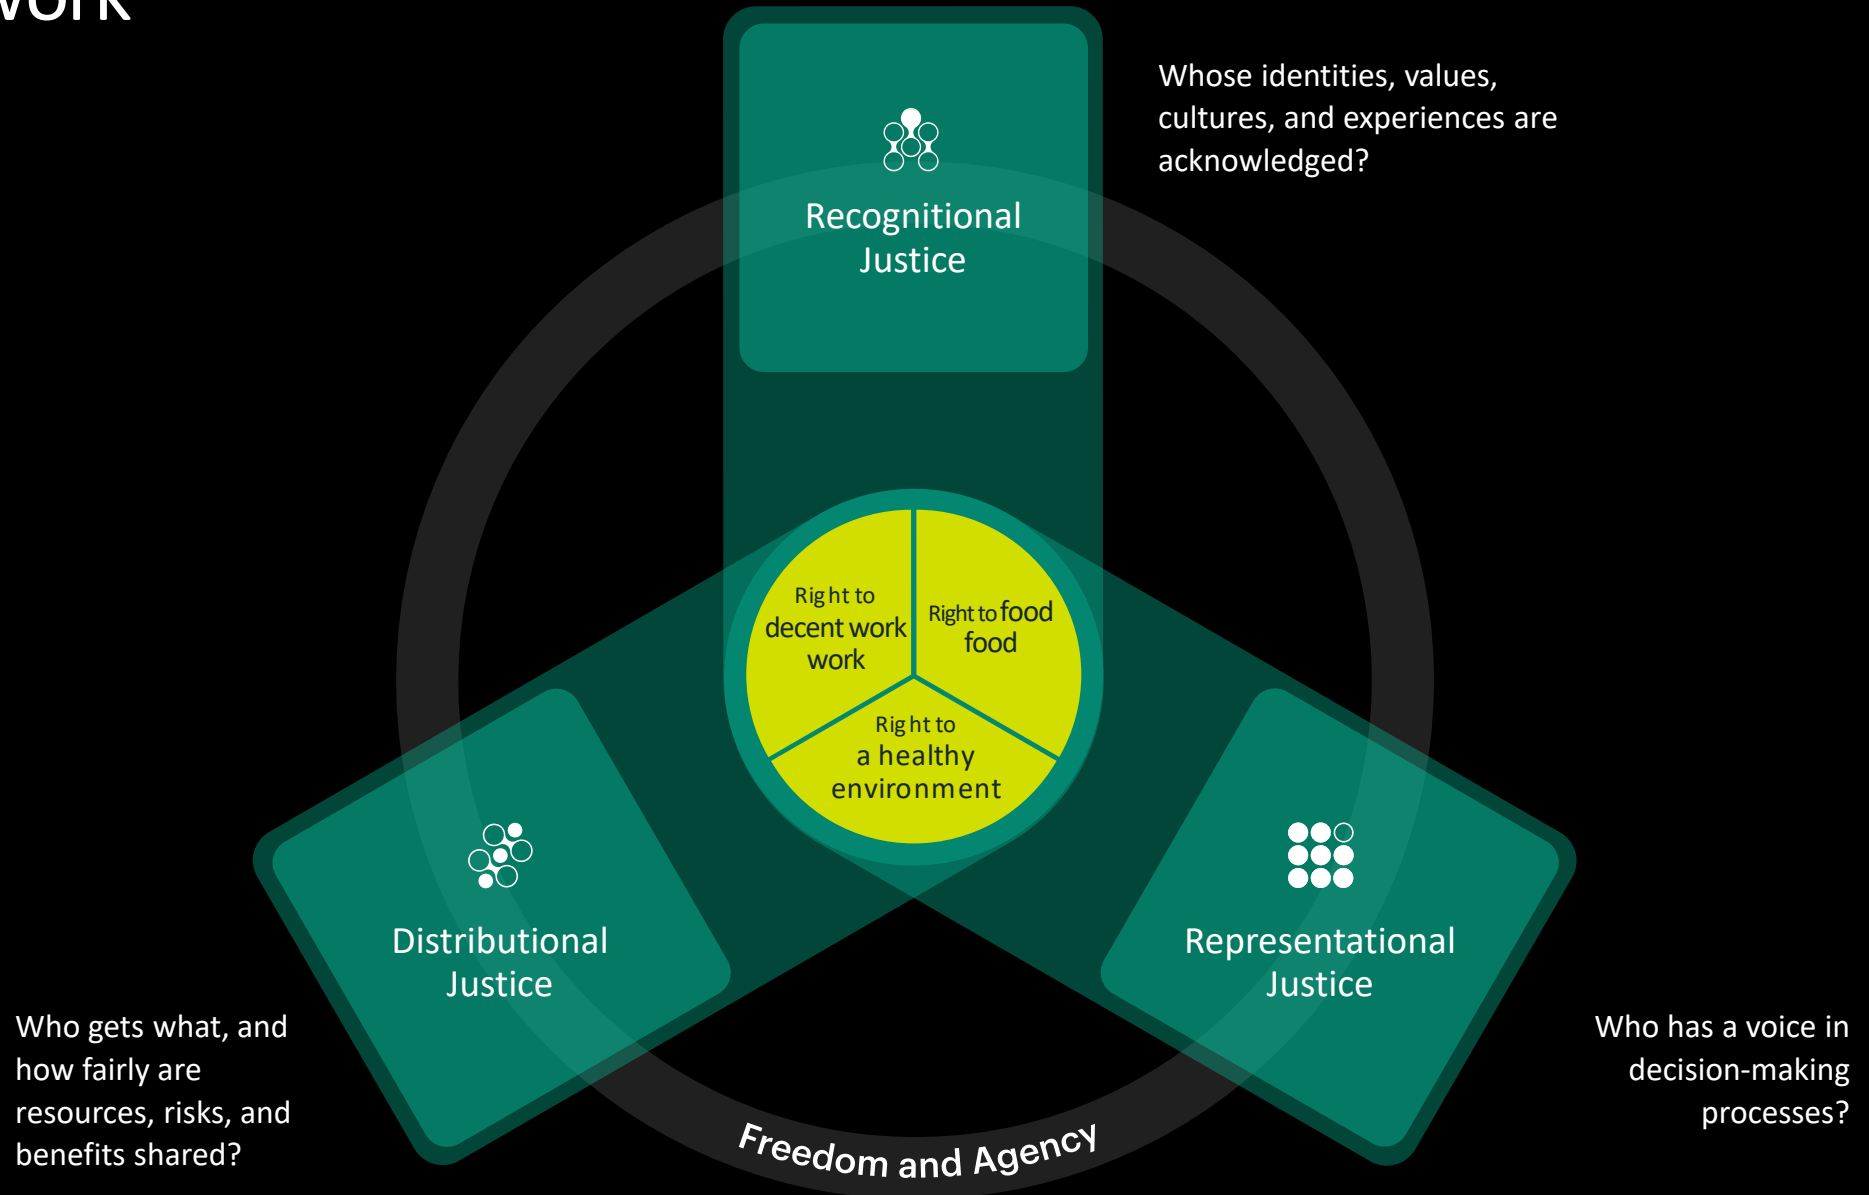 work
Whose identities, values,
cultures, and experiences are
acknowledged?
Recognitional
Justice
Right to
decent work
work
Right to food
food
Right to
a healthy
environment
Distributional
Justice
Representational
Justice
Who gets what, and
how fairly are
resources, risks, and
benefits shared?
Who has a voice in
decision-making
processes?
Freedom and Agency